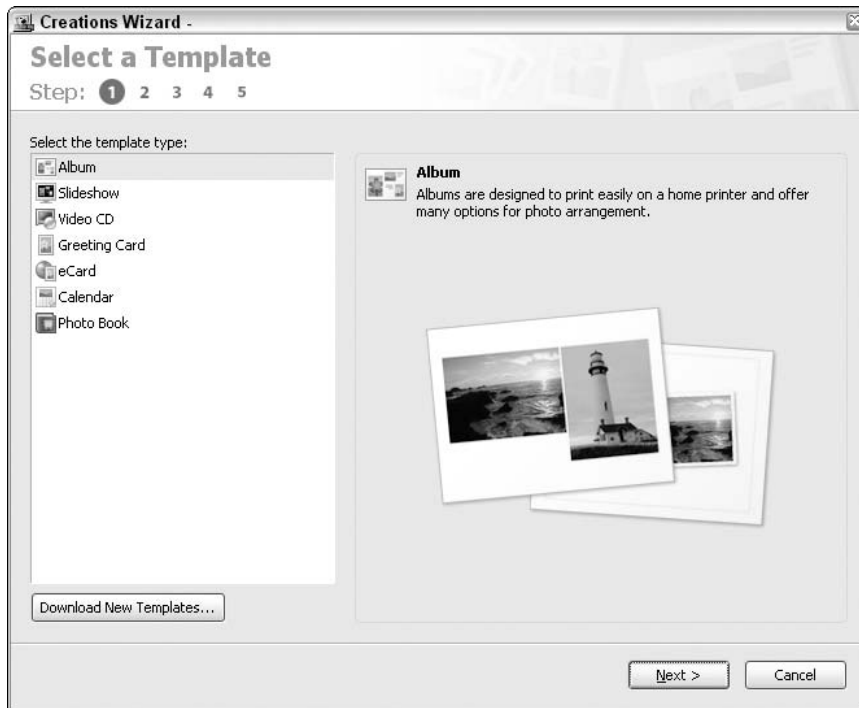 Creations Wizard -
Select a Template
Step: 1 2 3 4 5
Select the template type:
Album
Slideshow
Video CD
Greeting Card
eCard
Calendar
Photo Book
Download New Templates...
Album
Albums are designed to print easily on a home printer and offer
many options for photo arrangement.
Next >
Cancel